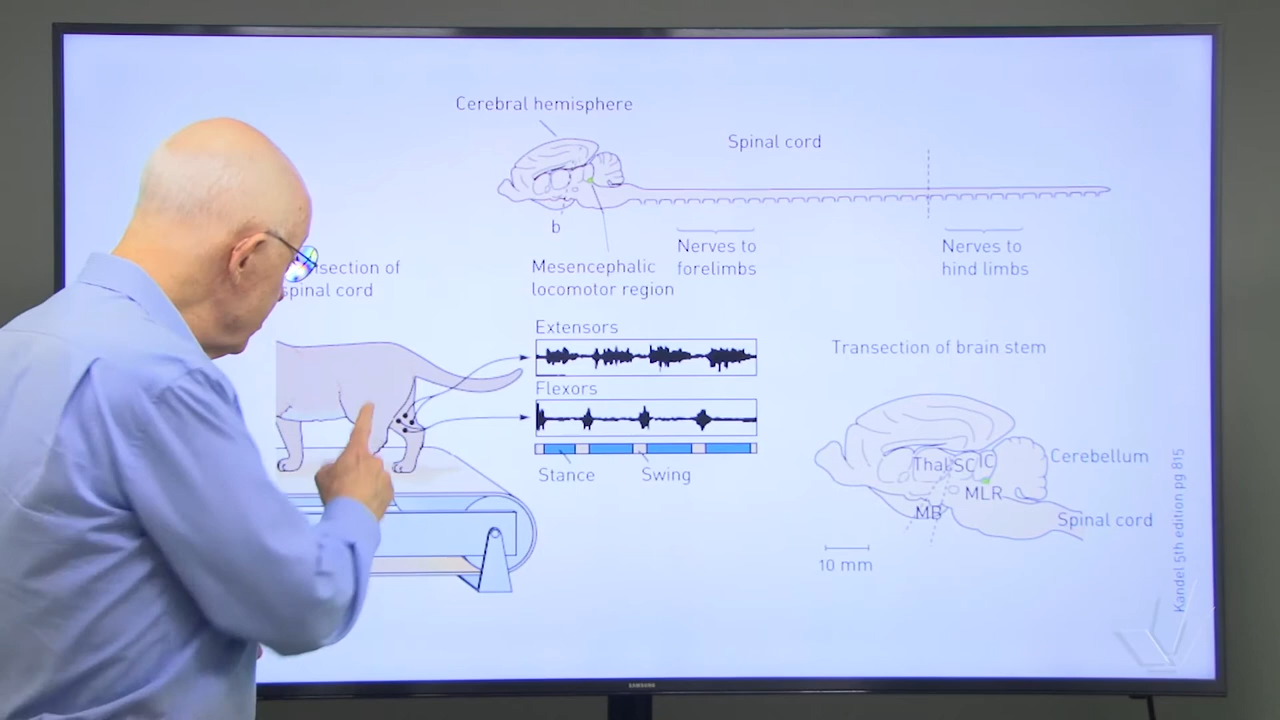 Cerebral hemisphere
Spinal cord
b
Nerves to
forelimbs
Nerves to
hind limbs
section of
spinal cord
Mesencephalic
locomotor region
Extensors
Flexors
Stance Swing
Transection of brain stem
Thal SC IC
Cerebellum
MLR
MB
Spinal cord
10 mm
Kandel 5th edition pg 815
SAMSUNG